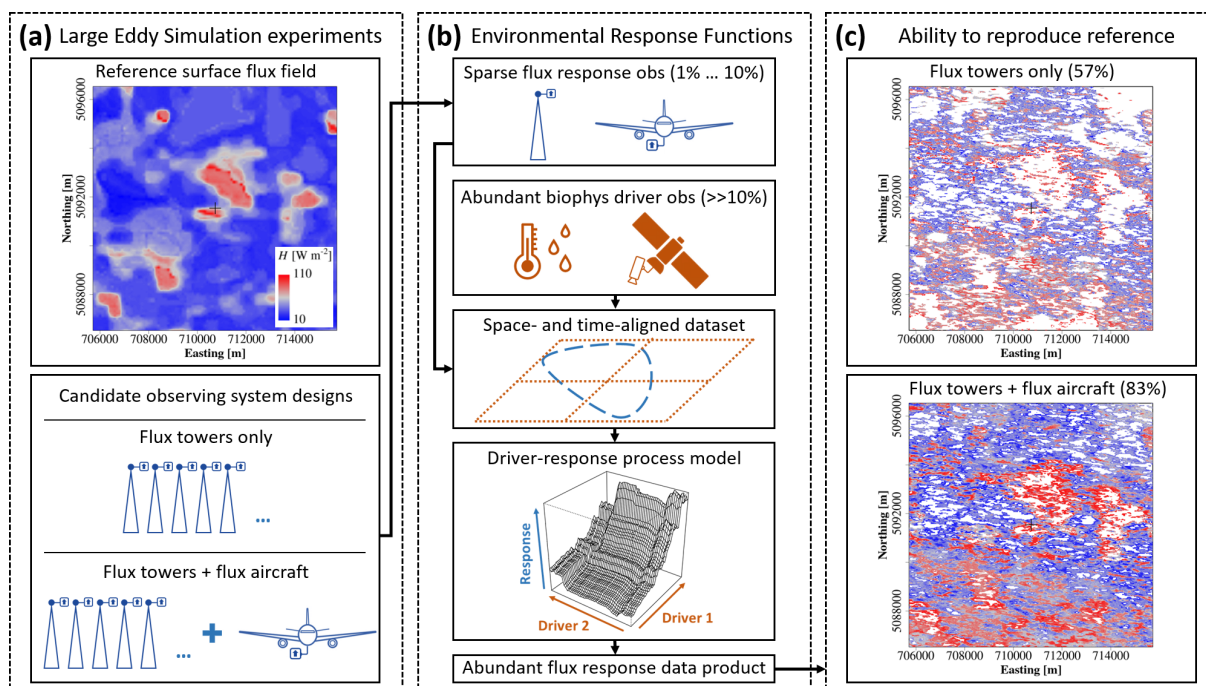 (a) Large Eddy Simulation experiments
Reference surface flux field
5096000
5092000
5088000
Northing [m]
H [W m⁻²]
110
10
706000 708000 710000 712000 714000
Easting [m]
Candidate observing system designs
Flux towers only
...
Flux towers + flux aircraft
... +
(b) Environmental Response Functions
Sparse flux response obs (1% ... 10%)
Abundant biophys driver obs (>>10%)
Space- and time-aligned dataset
Driver-response process model
Response
Driver 2
Driver 1
Abundant flux response data product
(c) Ability to reproduce reference
Flux towers only (57%)
5096000
5092000
5088000
Northing [m]
706000 708000 710000 712000 714000
Easting [m]
Flux towers + flux aircraft (83%)
5096000
5092000
5088000
Northing [m]
706000 708000 710000 712000 714000
Easting [m]